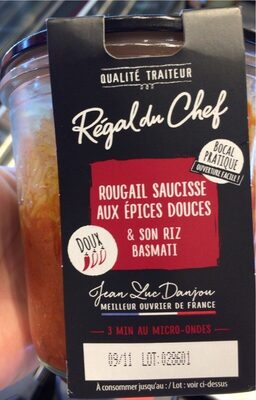 QUALITÉ TRAITEUR
Régal du Chef
BOCAL
PRATIQUE
OUVERTURE FACILE !
ROUGAIL SAUCISSE
AUX ÉPICES DOUCES
& SON RIZ
BASMATI
DOUX
Jean Luc Danjou
MEILLEUR OUVRIER DE FRANCE
3 MIN AU MICRO-ONDES
09/11 LOT:028601
À consommer jusqu'au : / Lot : voir ci-dessus